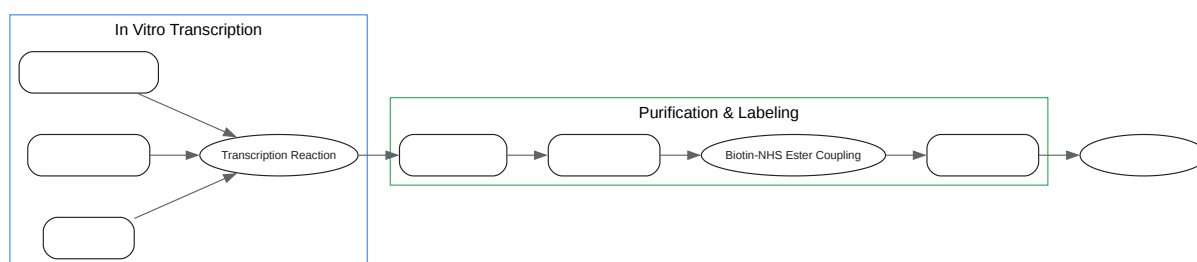 In Vitro Transcription
Transcription Reaction
Purification & Labeling
Biotin-NHS Ester Coupling